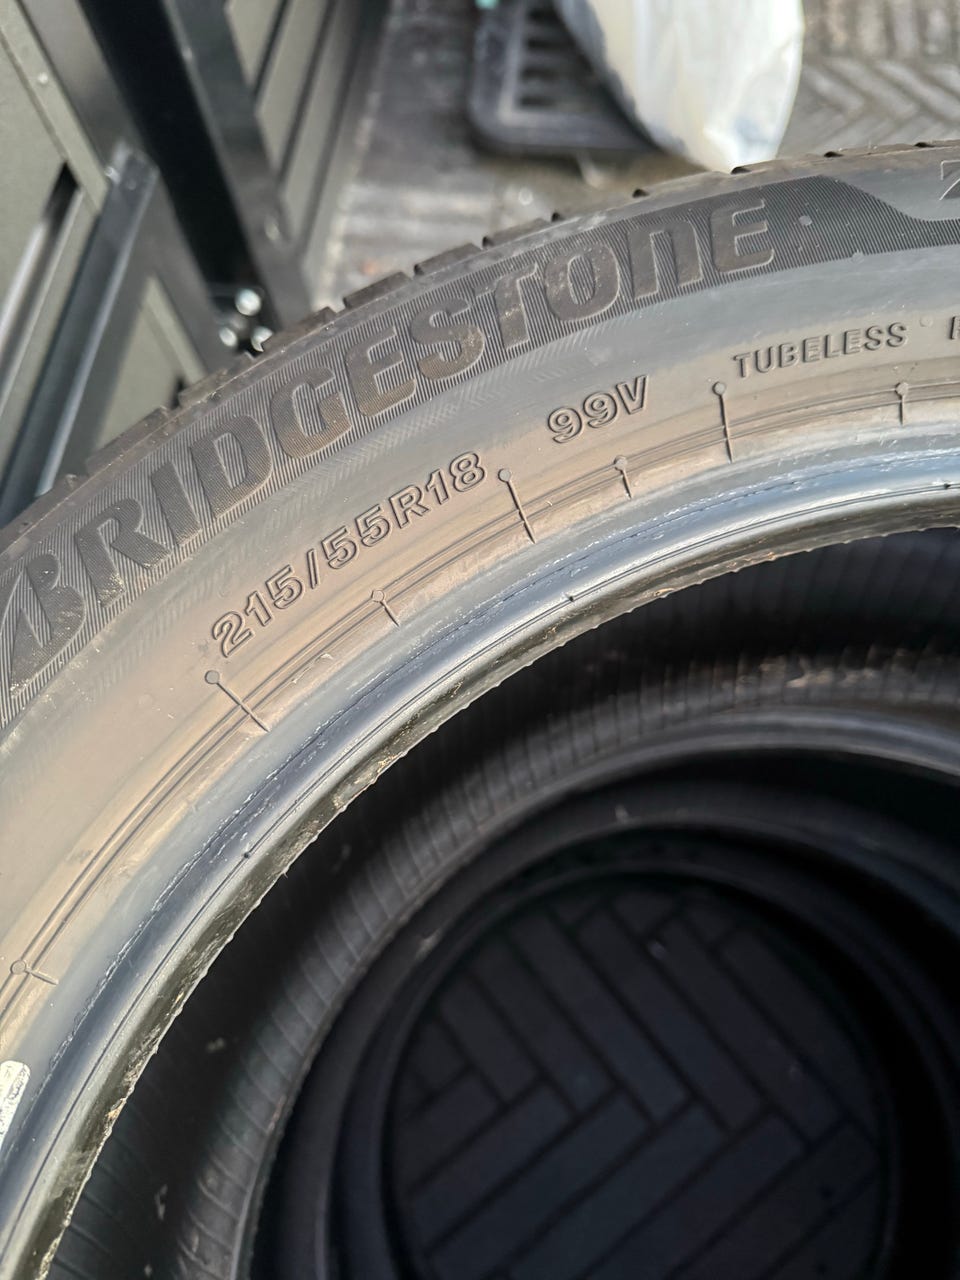 BRIDGESTONE
215/55R18 99V TUBELESS